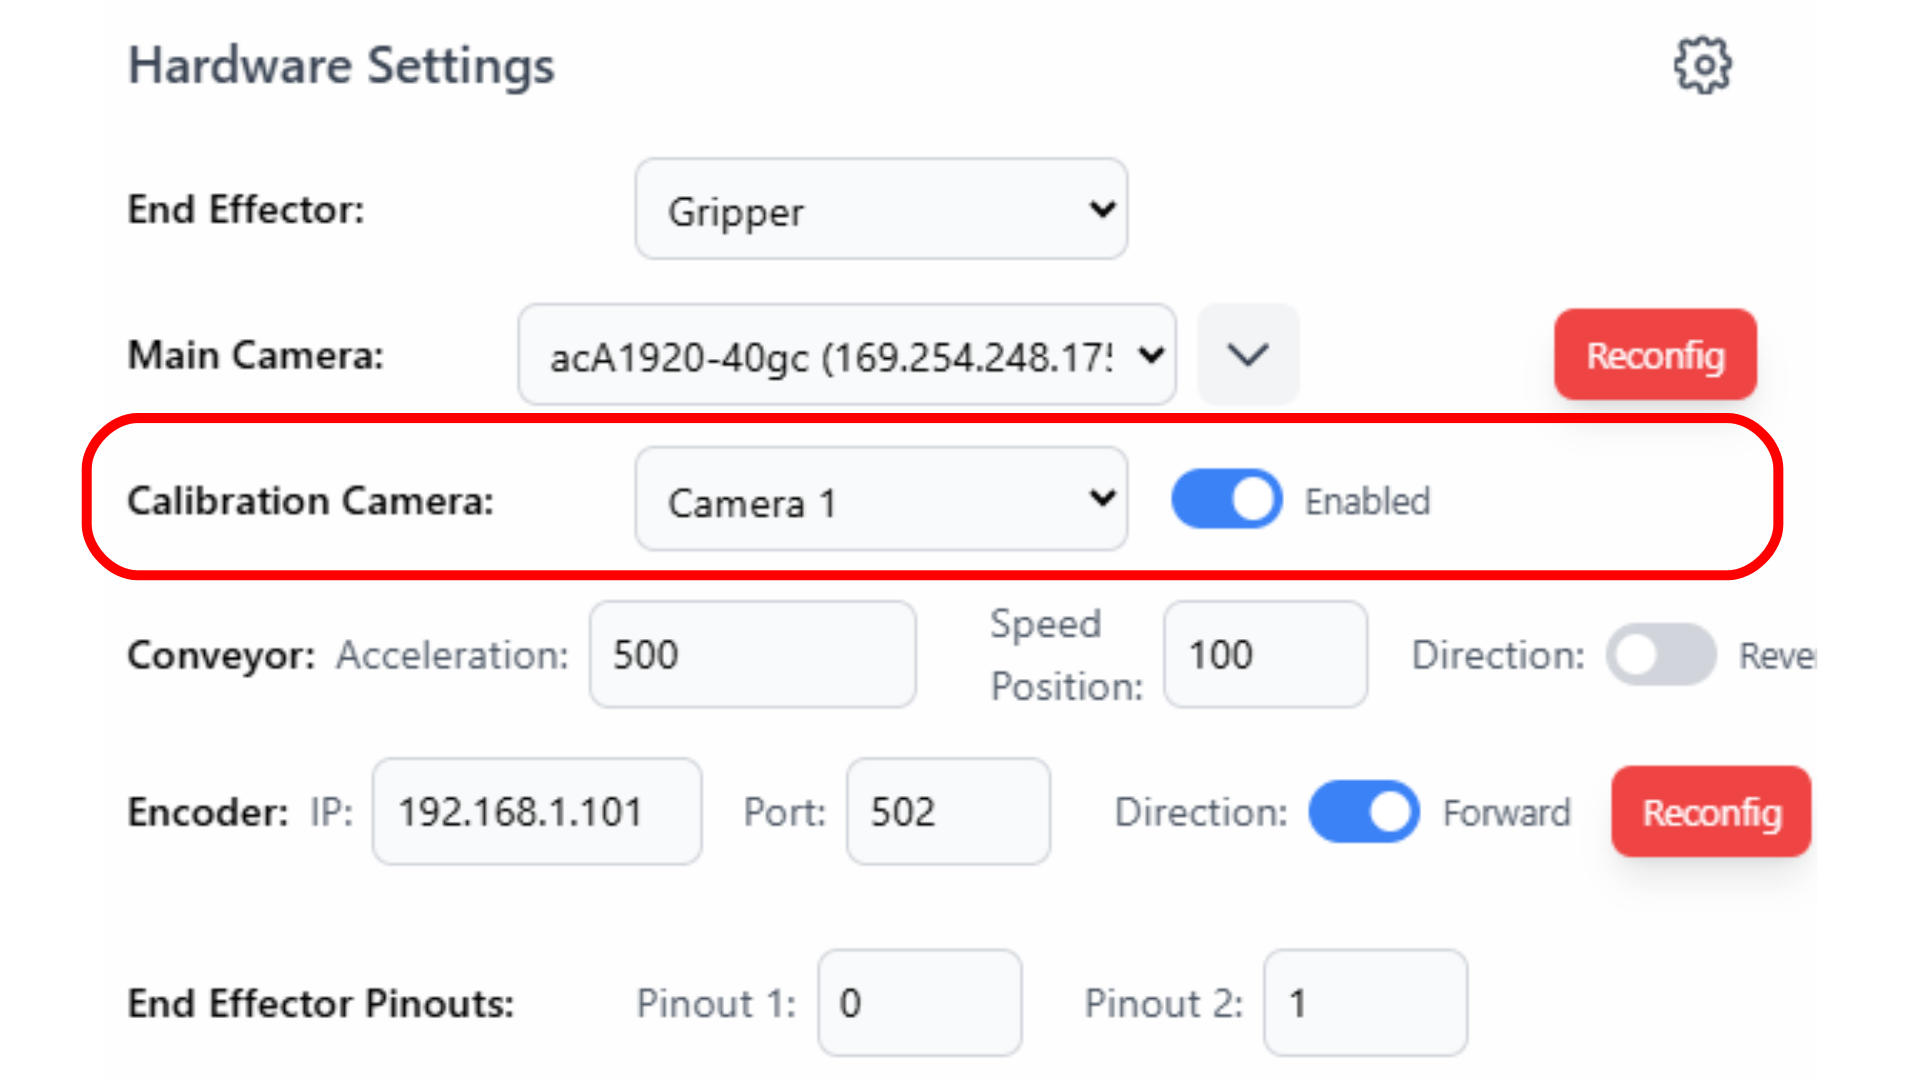 Hardware Settings
End Effector: Gripper
Main Camera: acA1920-40gc (169.254.248.17 Reconfig
Calibration Camera: Camera 1 Enabled
Conveyor: Acceleration: 500 Speed Position: 100 Direction:
Encoder: IP: 192.168.1.101 Port: 502 Direction: Forward Reconfig
End Effector Pinouts: Pinout 1: 0 Pinout 2: 1